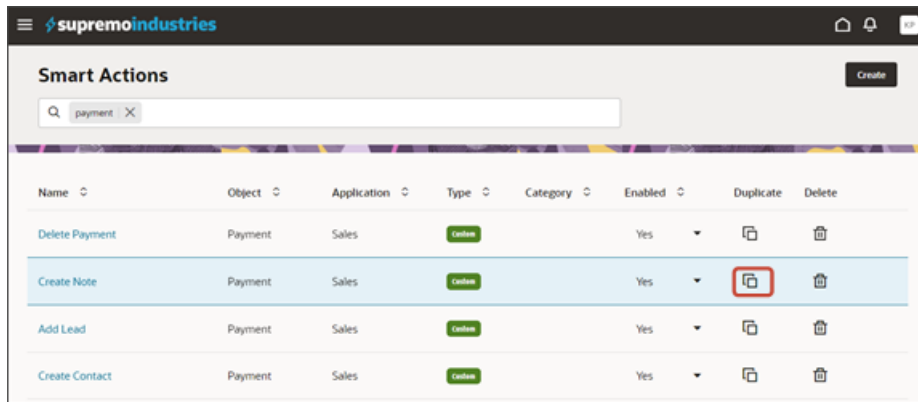 supremoindustries
KP
Smart Actions
Create
payment
Name Object Application Type Category Enabled Duplicate Delete
Delete Payment Payment Sales Custom Yes
Create Note Payment Sales Custom Yes
Add Lead Payment Sales Custom Yes
Create Contact Payment Sales Custom Yes